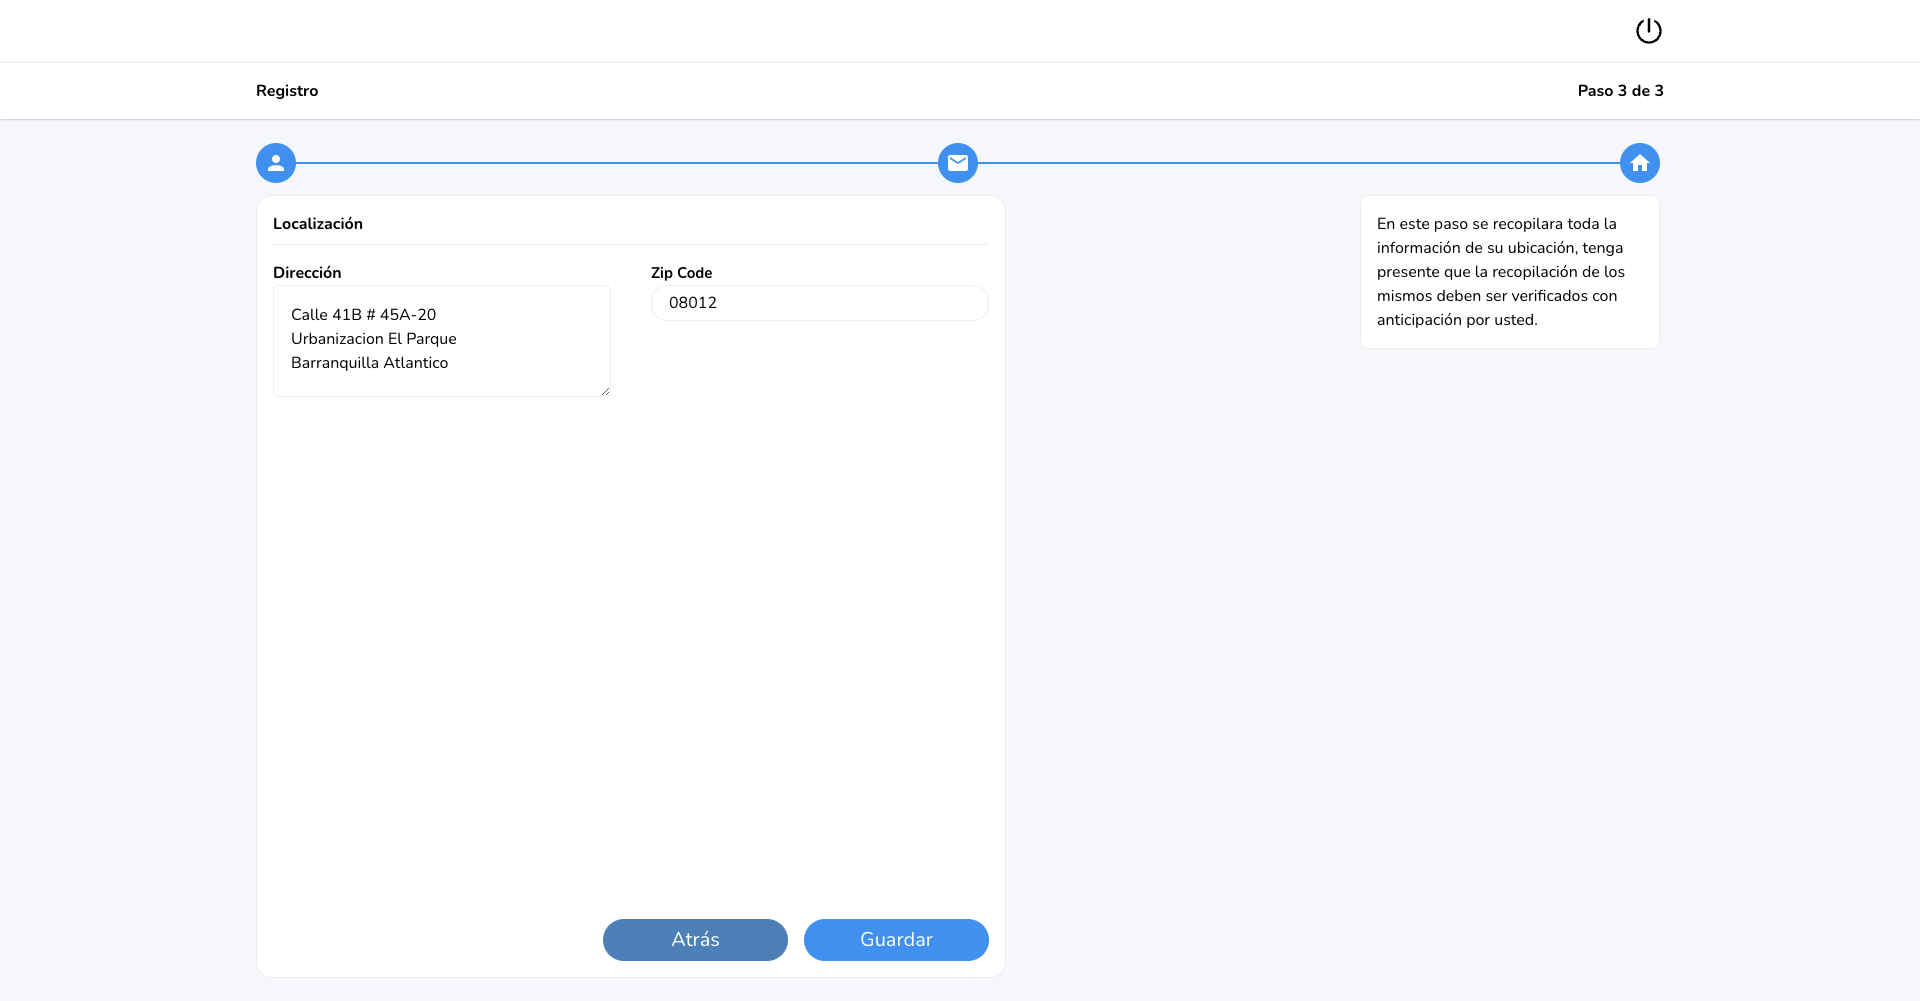 Registro
Paso 3 de 3
Localización
Dirección
Calle 41B # 45A-20
Urbanizacion El Parque
Barranquilla Atlantico
Zip Code
08012
Atrás
Guardar
En este paso se recopilara toda la
información de su ubicación, tenga
presente que la recopilación de los
mismos deben ser verificados con
anticipación por usted.